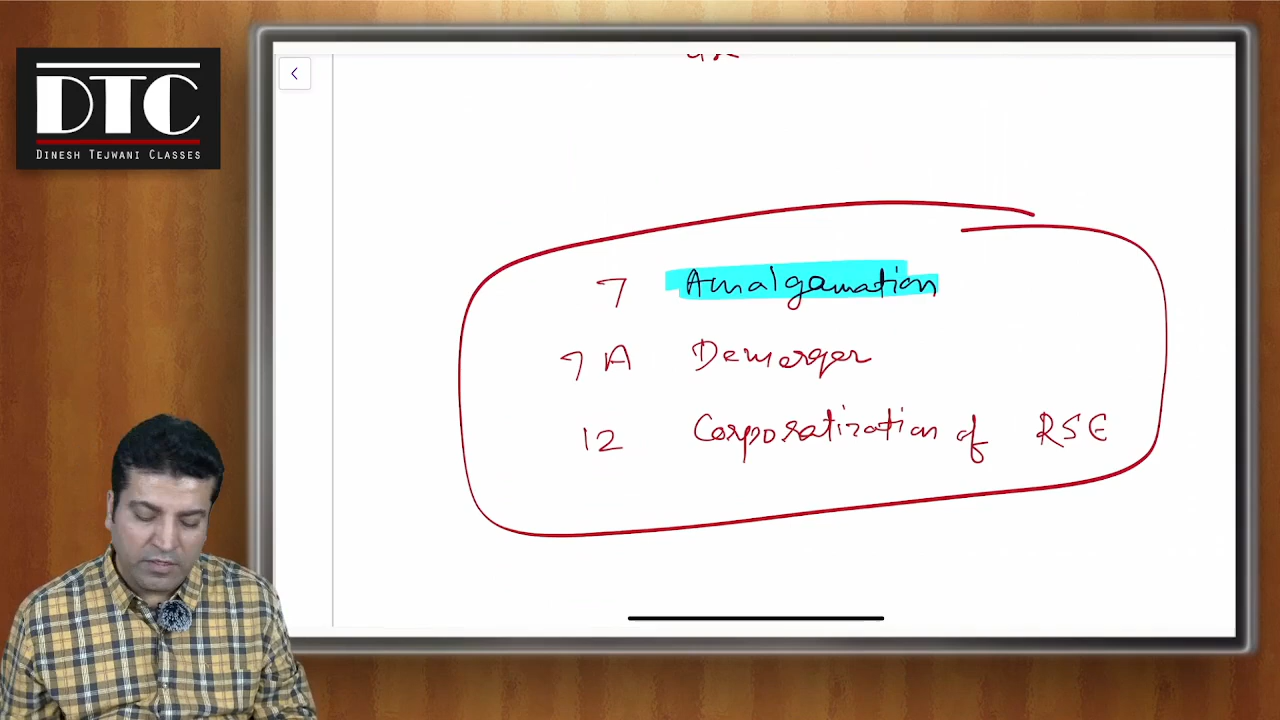 DTC
DINESH TEJWANI CLASSES
7 Amalgamation
7A Demerger
12 Corporatization of RSE